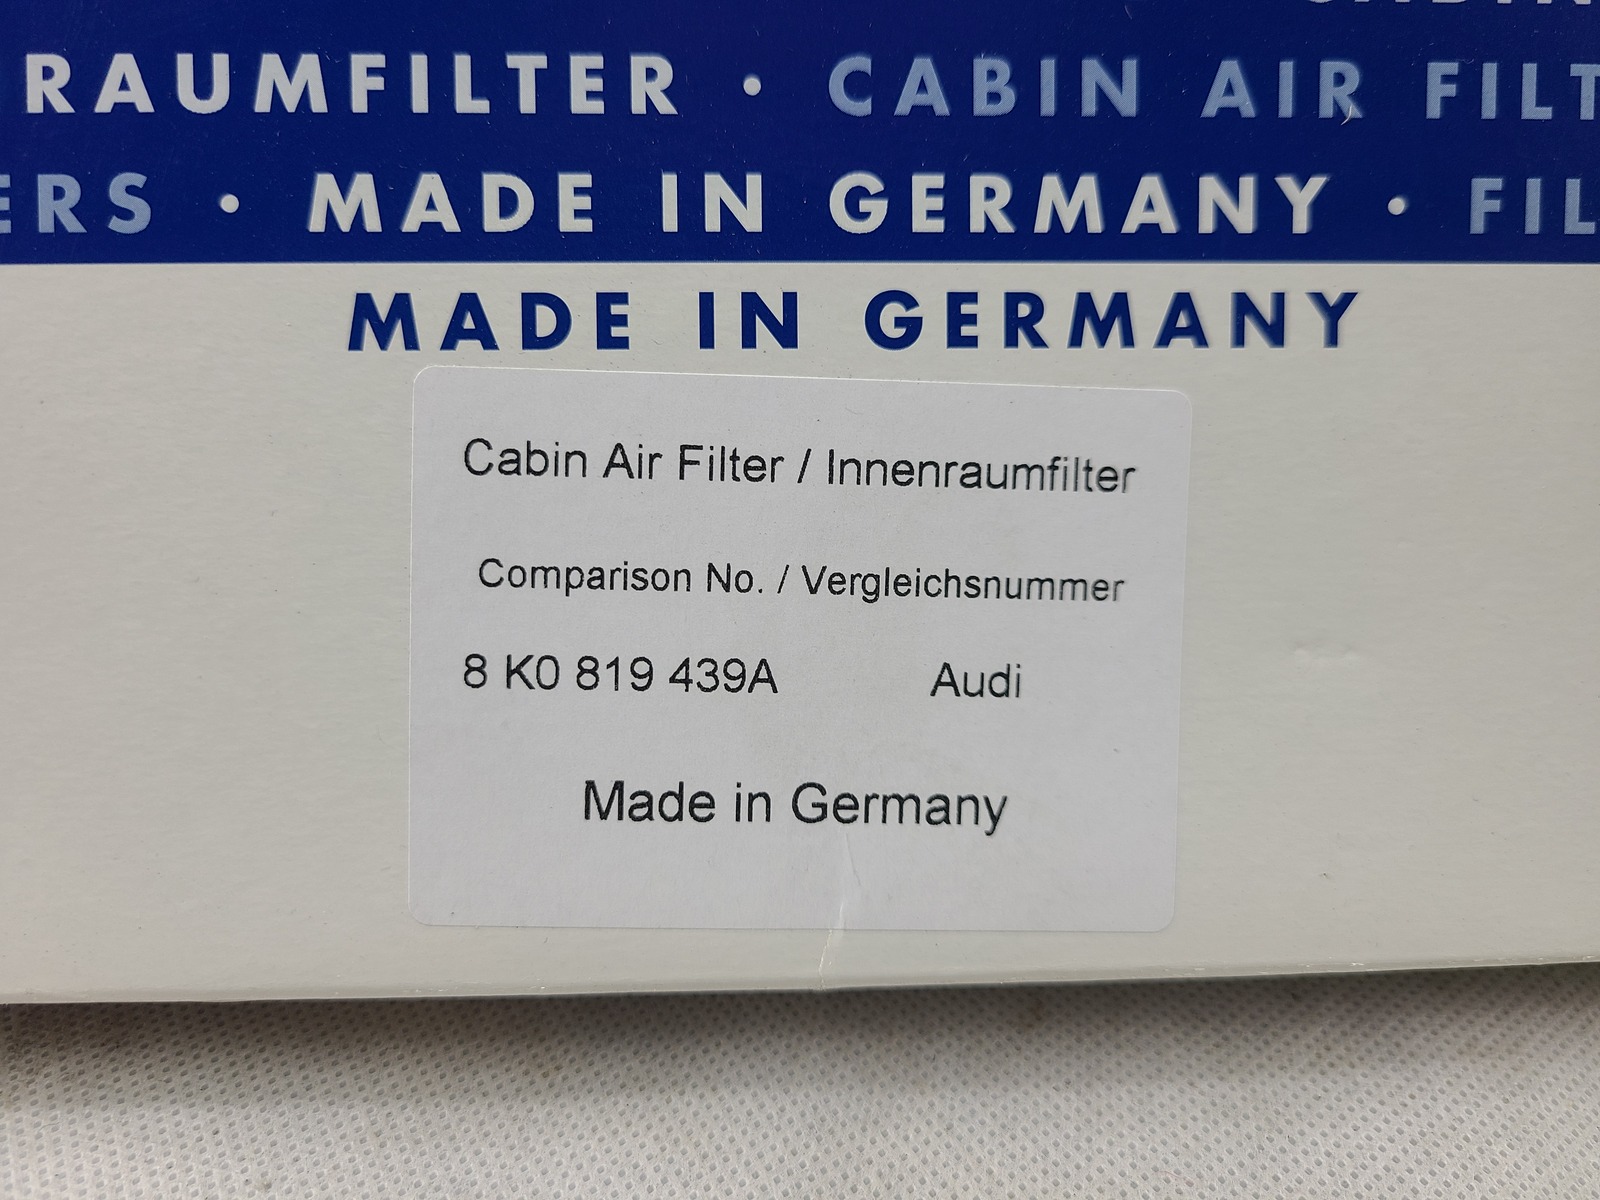 RAUMFILTER • CABIN AIR FILT
ERS • MADE IN GERMANY • FIL
MADE IN GERMANY
Cabin Air Filter / Innenraumfilter
Comparison No. / Vergleichsnummer
8 K0 819 439A Audi
Made in Germany